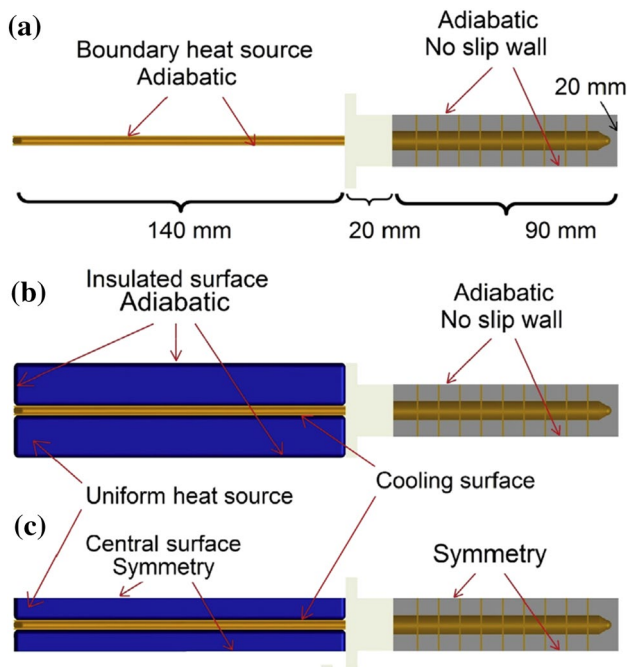 (a)
Boundary heat source
Adiabatic
Adiabatic
No slip wall
20 mm
140 mm
20 mm
90 mm
(b)
Insulated surface
Adiabatic
Adiabatic
No slip wall
Uniform heat source
Cooling surface
(c)
Central surface
Symmetry
Symmetry